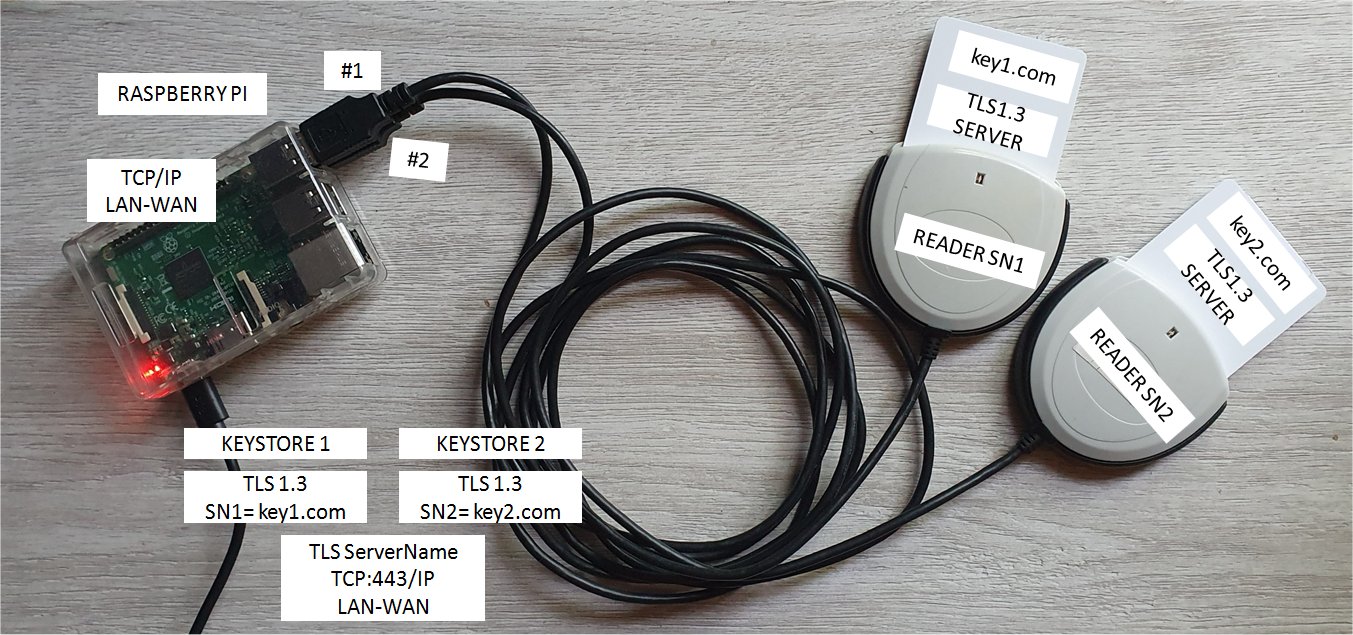 #1
RASPBERRY PI
#2
TCP/IP
LAN-WAN
key1.com
TLS1.3
SERVER
READER SN1
key2.com
TLS1.3
SERVER
READER SN2
KEYSTORE 1
KEYSTORE 2
TLS 1.3
SN1= key1.com
TLS 1.3
SN2= key2.com
TLS ServerName
TCP:443/IP
LAN-WAN